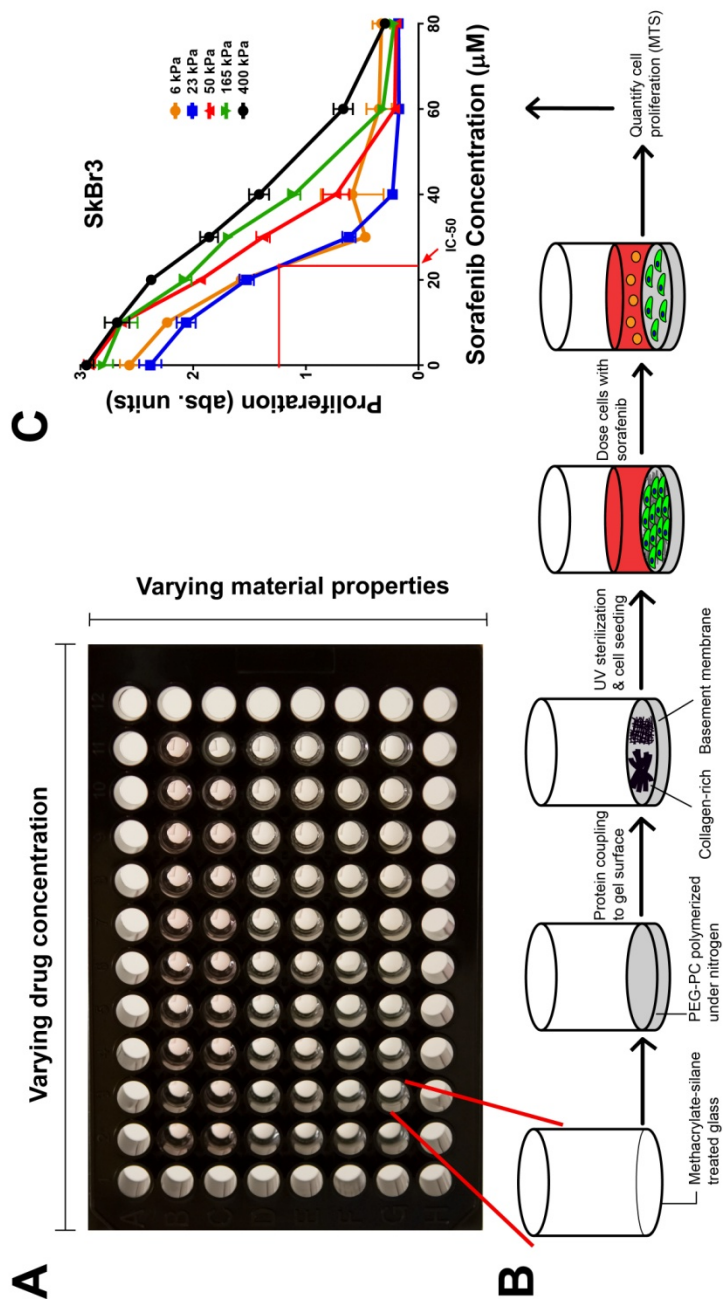 A
Varying drug concentration
10 11 12
A
B
C
D
E
F
G
H
Varying material properties
B
Methacrylate-silane
treated glass
PEG-PC polymerized
under nitrogen
Protein coupling
to gel surface
Collagen-rich
Basement membrane
UV sterilization
& cell seeding
Dose cells with
sorafenib
Quantify cell
proliferation (MTS)
C
SkBr3
6 kPa
23 kPa
50 kPa
165 kPa
400 kPa
Proliferation (abs. units)
3
2
1
0
0 20 40 60 80
IC-50
Sorafenib Concentration (μM)